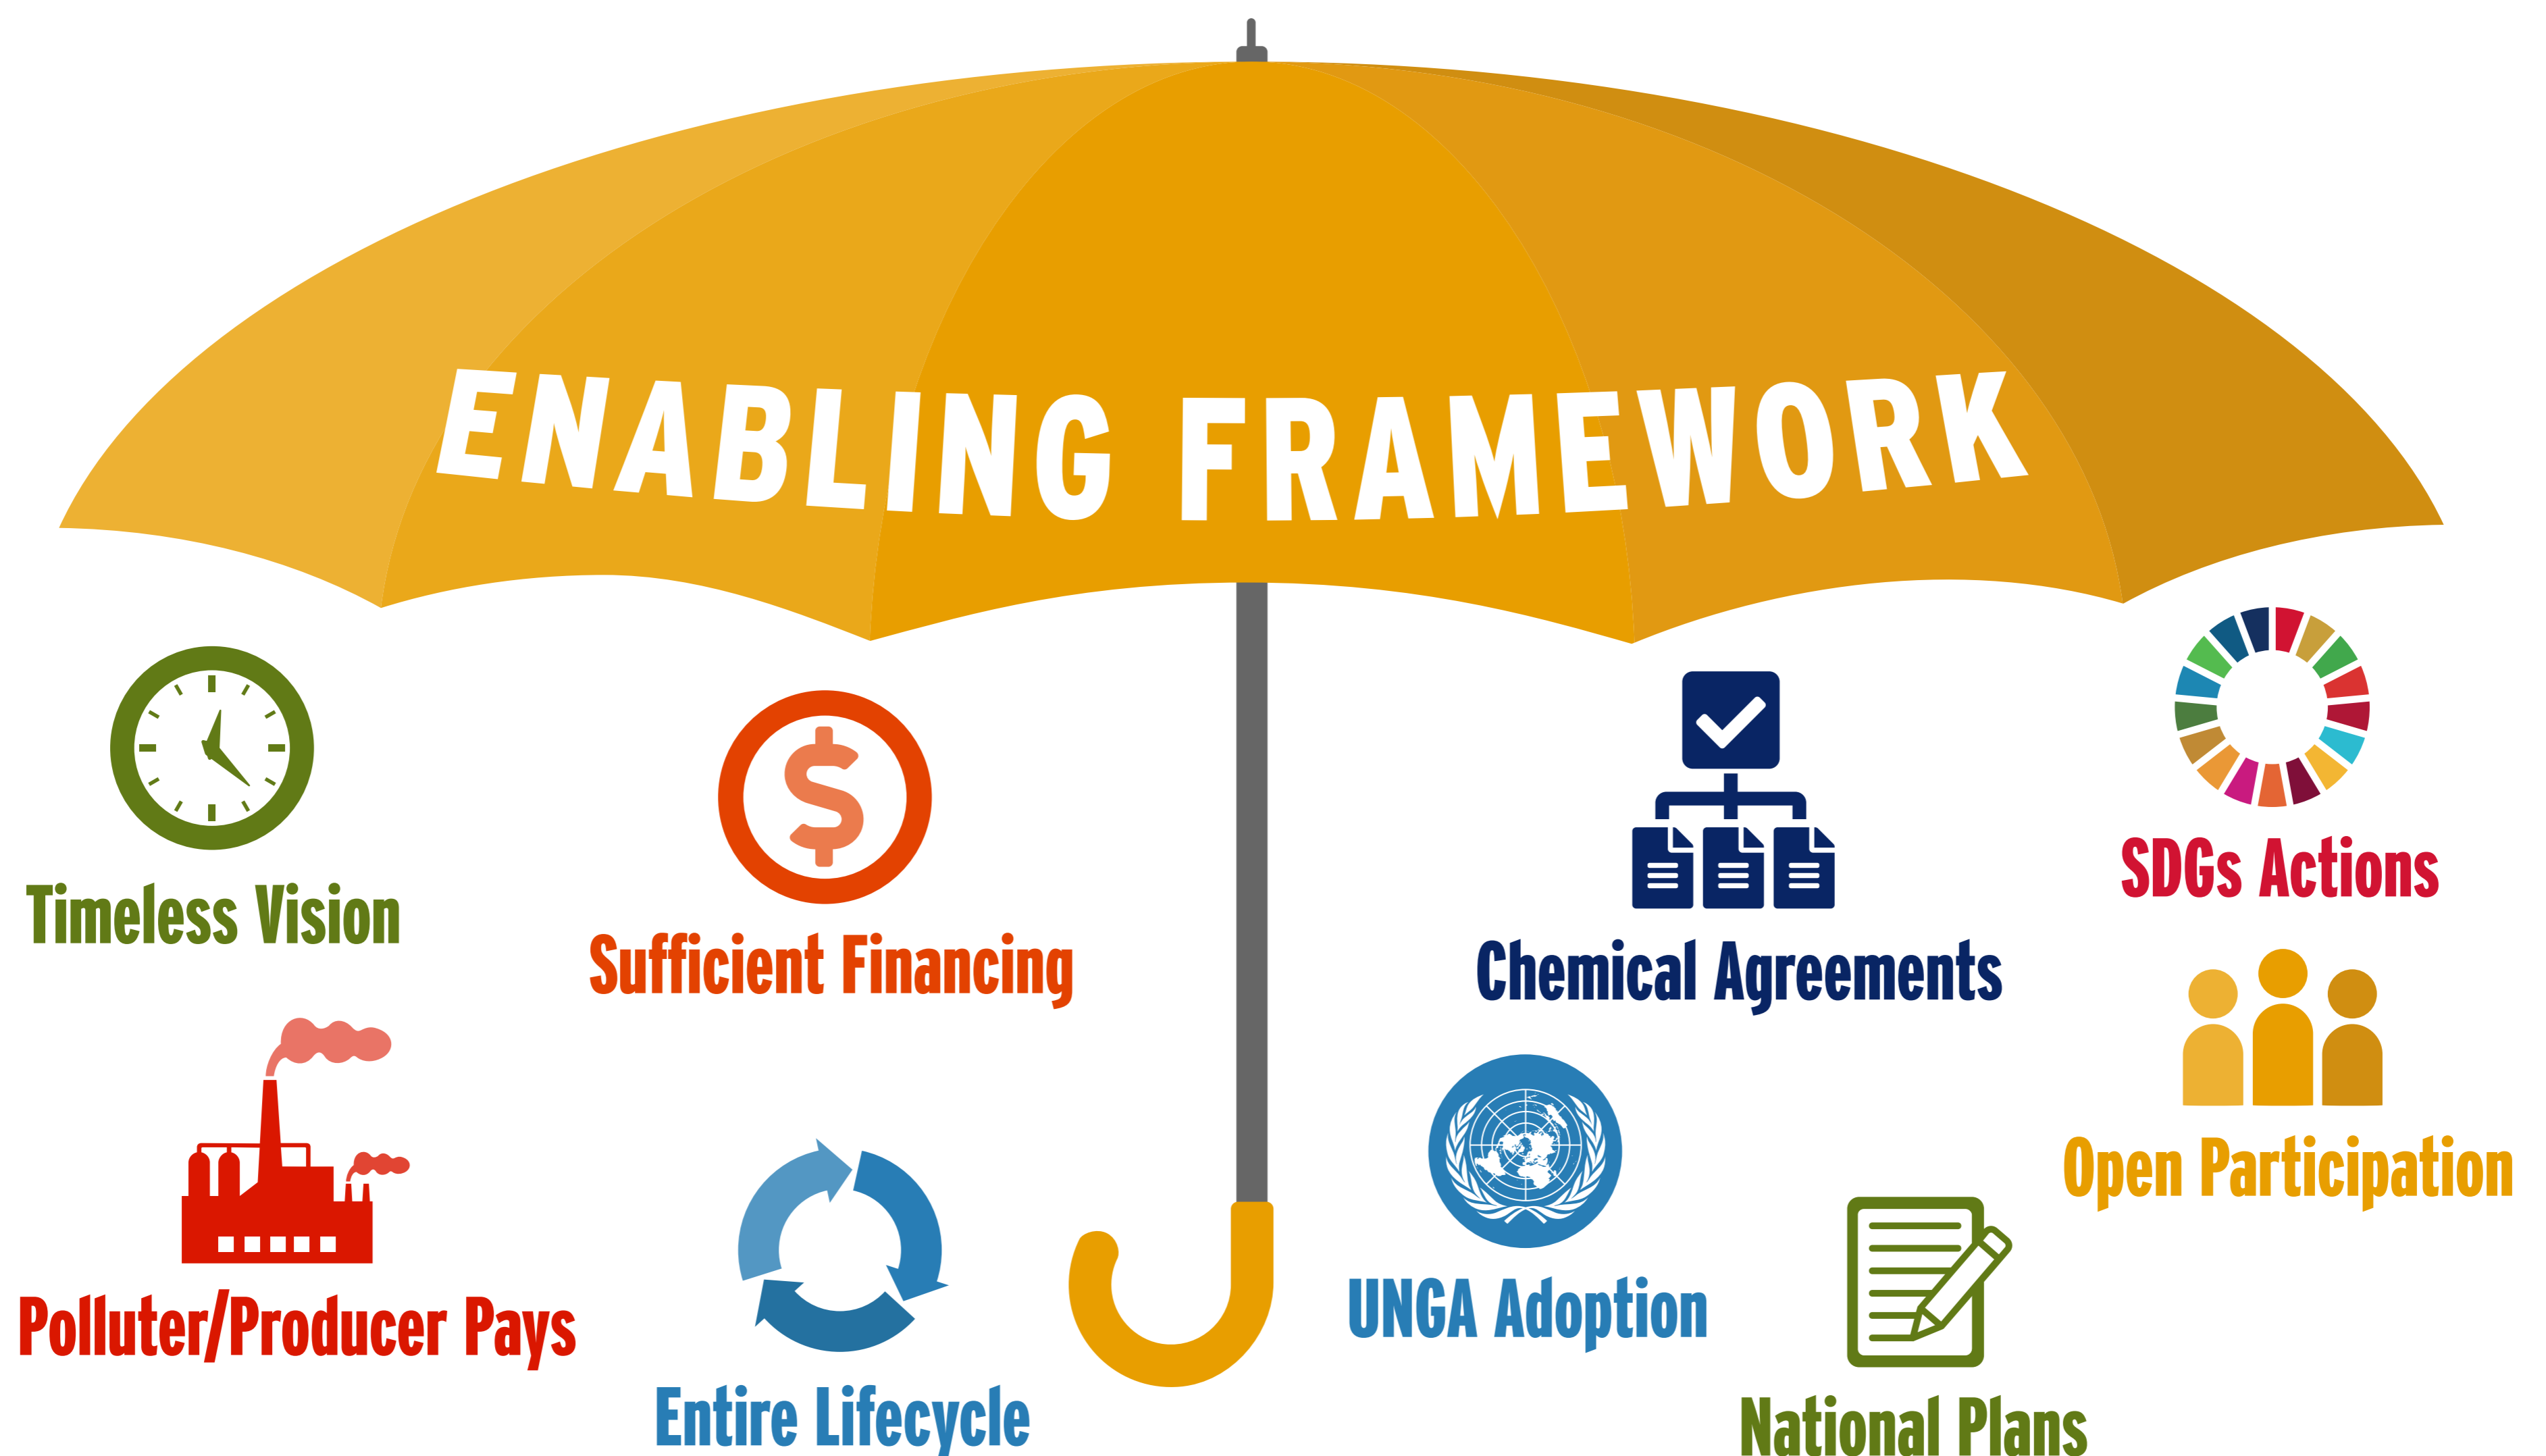 ENABLING FRAMEWORK
Timeless Vision
Sufficient Financing
Chemical Agreements
SDGs Actions
Polluter/Producer Pays
Entire Lifecycle
UNGA Adoption
Open Participation
National Plans